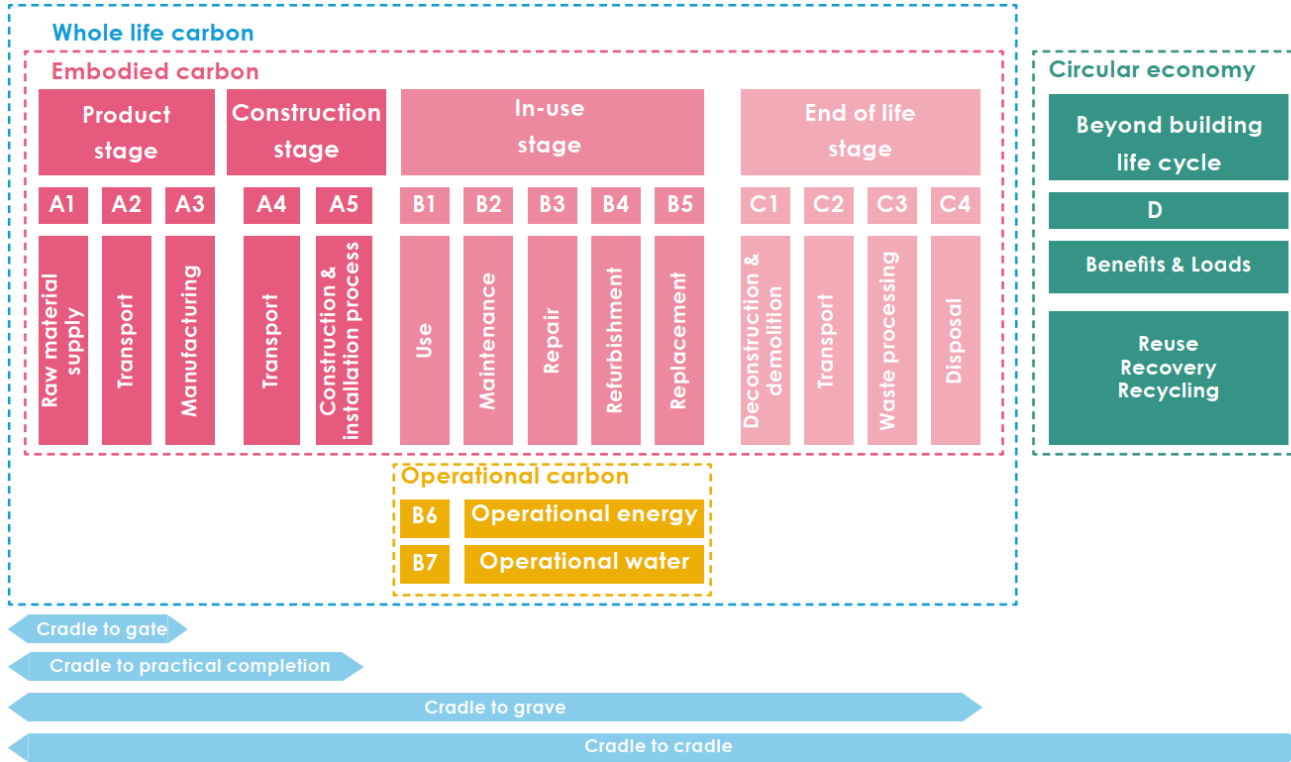 Whole life carbon
Embodied carbon
Circular economy
Product
stage
Construction
stage
In-use
stage
End of life
stage
Beyond building
life cycle
A1
A2
A3
A4
A5
B1
B2
B3
B4
B5
C1
C2
C3
C4
D
Raw material
supply
Transport
Manufacturing
Transport
Construction &
installation process
Use
Maintenance
Repair
Refurbishment
Replacement
Deconstruction &
demolition
Transport
Waste processing
Disposal
Benefits & Loads
Reuse
Recovery
Recycling
Operational carbon
B6
Operational energy
B7
Operational water
Cradle to gate
Cradle to practical completion
Cradle to grave
Cradle to cradle